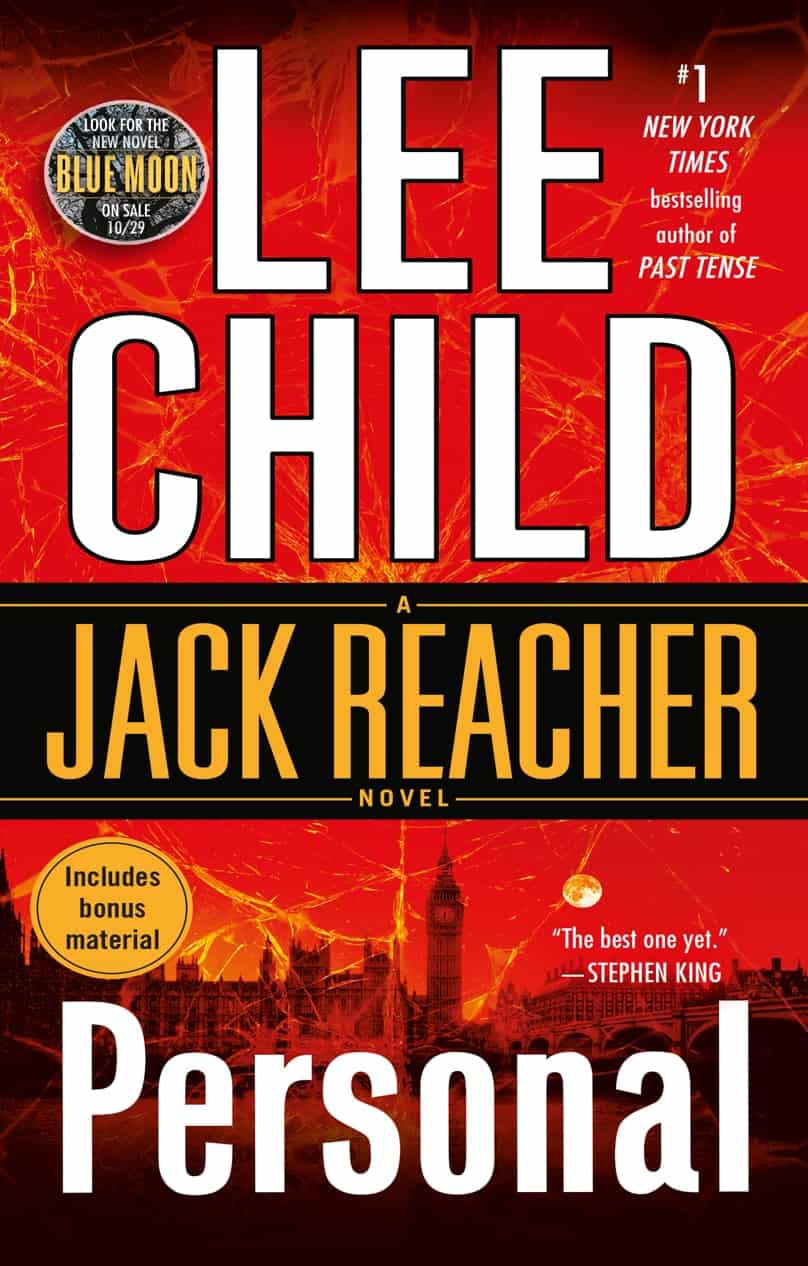 LEE
CHILD
LOOK FOR THE
NEW NOVEL
BLUE MOON
ON SALE
10/29
#1
NEW YORK
TIMES
bestselling
author of
PAST TENSE
A
JACK REACHER
NOVEL
Includes
bonus
material
“The best one yet.”
—STEPHEN KING
Personal